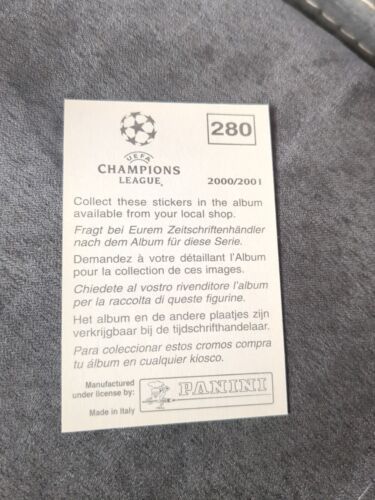 280
UEFA
CHAMPIONS
LEAGUE
2000/2001
Collect these stickers in the album
available from your local shop.
Fragt bei Eurem Zeitschriftenhändler
nach dem Album für diese Serie.
Demandez à votre détaillant l'Album
pour la collection de ces images.
Chiedete al vostro rivenditore l'album
per la raccolta di queste figurine.
Het album en de andere plaatjes zijn
verkrijgbaar bij de tijdschrifthandelaar.
Para coleccionar estos cromos compra
tu álbum en cualquier kiosco.
Manufactured
under license by:
PANINI
Made in Italy